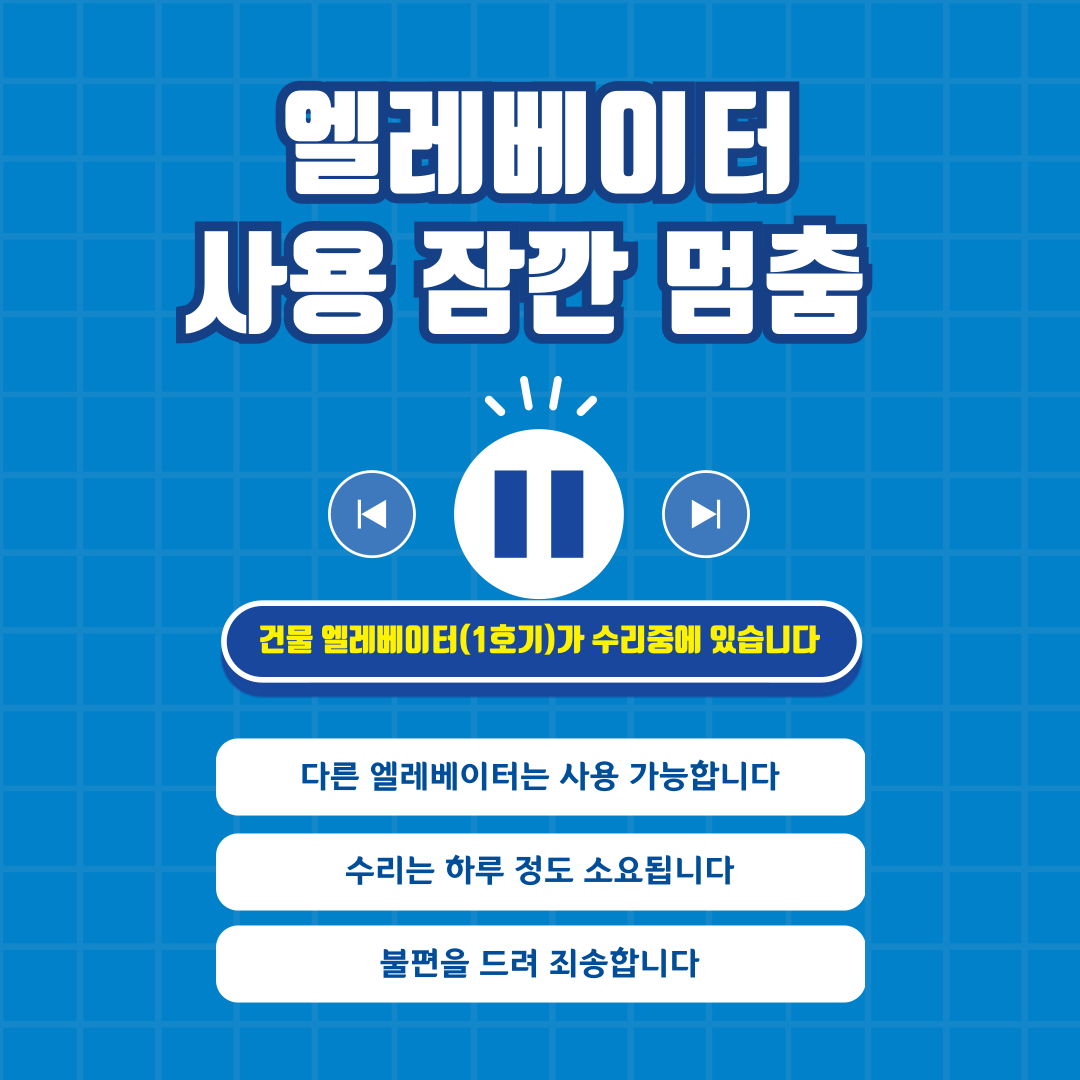 엘레베이터
사용 잠깐 멈춤
건물 엘레베이터(1호기)가 수리중에 있습니다
다른 엘레베이터는 사용 가능합니다
수리는 하루 정도 소요됩니다
불편을 드려 죄송합니다